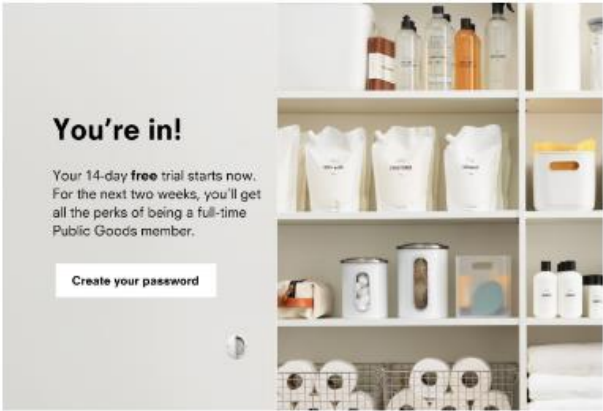 You're in!
Your 14-day free trial starts now.
For the next two weeks, you'll get
all the perks of being a full-time
Public Goods member.
Create your password